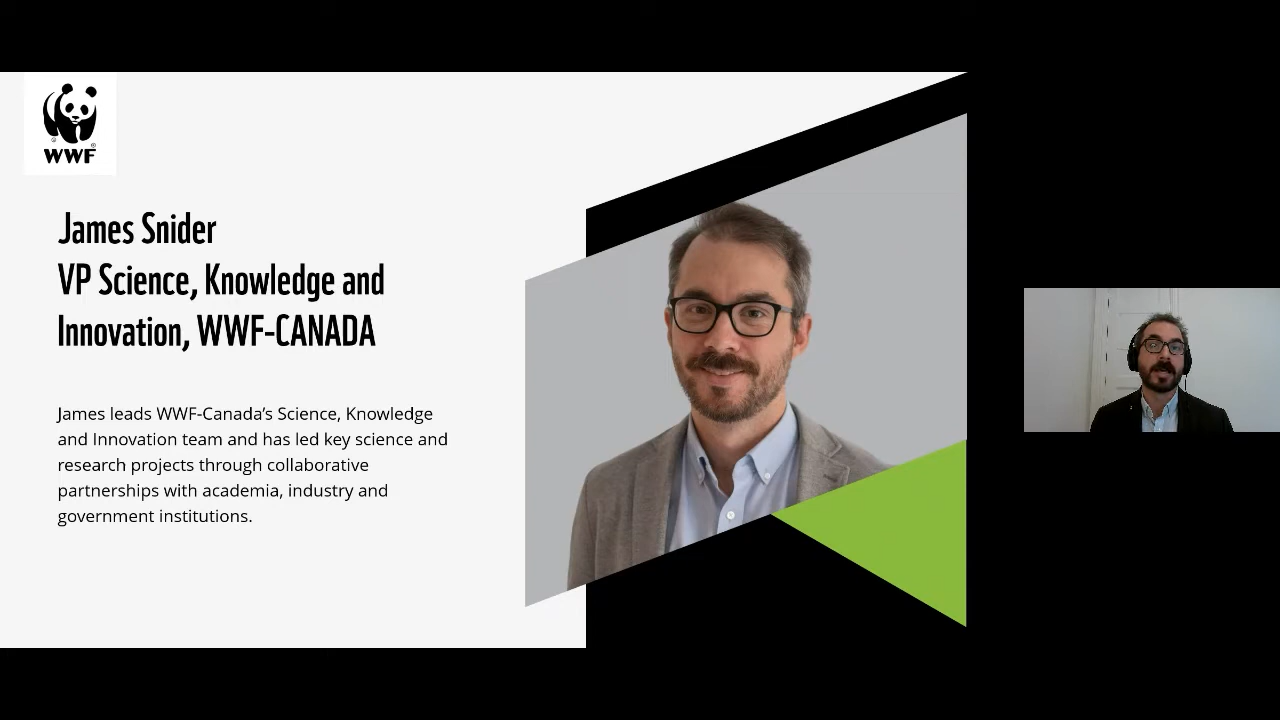 WWF
James Snider
VP Science, Knowledge and
Innovation, WWF-CANADA
James leads WWF-Canada’s Science, Knowledge
and Innovation team and has led key science and
research projects through collaborative
partnerships with academia, industry and
government institutions.